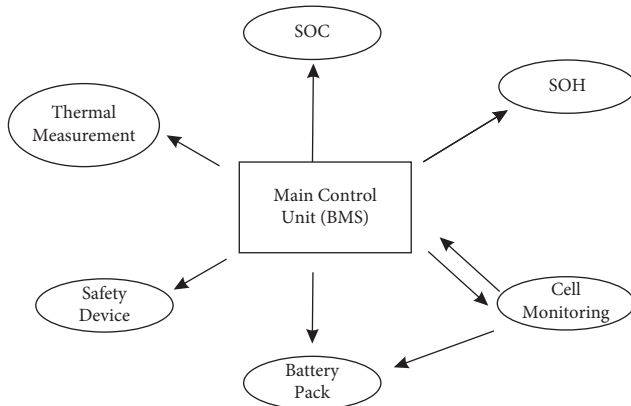 SOC
SOH
Thermal
Measurement
Main Control
Unit (BMS)
Safety
Device
Cell
Monitoring
Battery
Pack